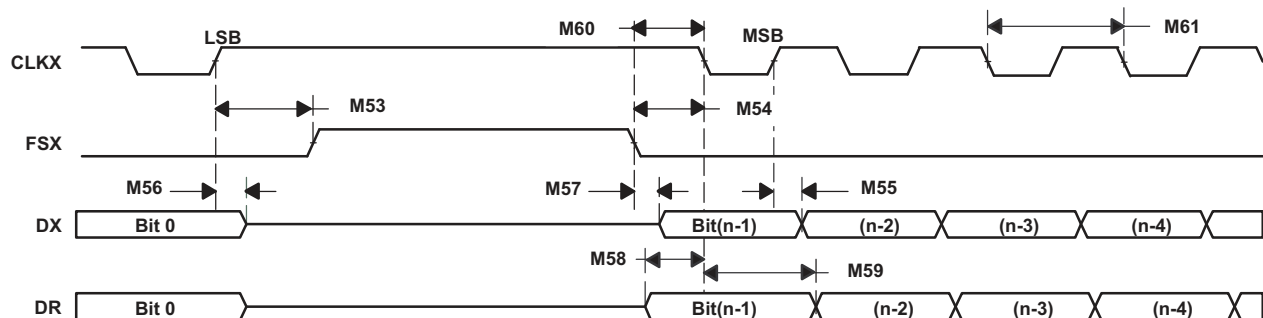 M60
M61
LSB
MSB
CLKX
M53
M54
FSX
M56
M57
M55
DX
Bit 0
Bit(n-1)
(n-2)
(n-3)
(n-4)
M58
M59
DR
Bit 0
Bit(n-1)
(n-2)
(n-3)
(n-4)